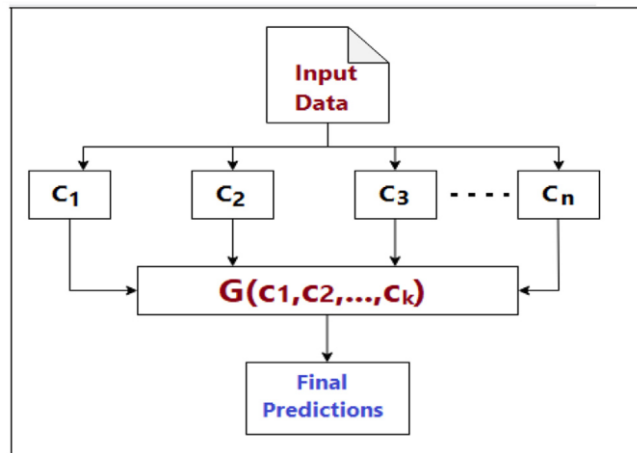 Input
Data
C1
C2
C3
Cn
G(c1,c2,...,ck)
Final
Predictions